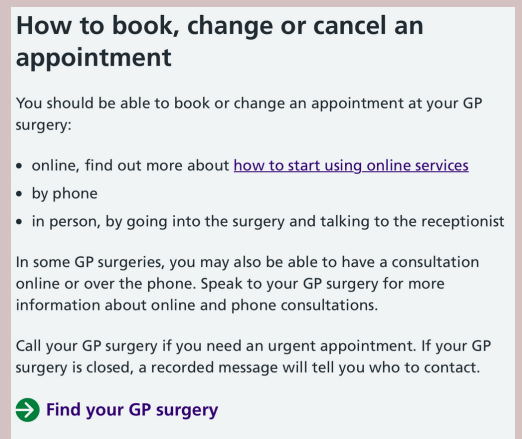 How to book, change or cancel an
appointment
You should be able to book or change an appointment at your GP
surgery:
• online, find out more about how to start using online services
• by phone
• in person, by going into the surgery and talking to the receptionist
In some GP surgeries, you may also be able to have a consultation
online or over the phone. Speak to your GP surgery for more
information about online and phone consultations.
Call your GP surgery if you need an urgent appointment. If your GP
surgery is closed, a recorded message will tell you who to contact.
Find your GP surgery